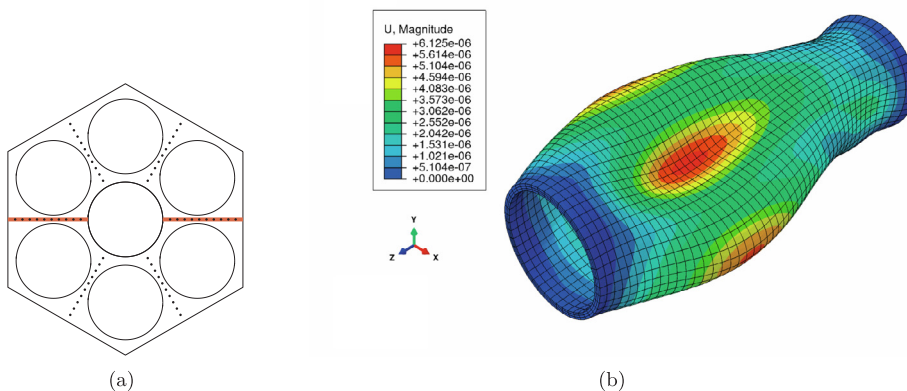 U, Magnitude
+6.125e-06
+5.614e-06
+5.104e-06
+4.594e-06
+4.083e-06
+3.573e-06
+3.062e-06
+2.552e-06
+2.042e-06
+1.531e-06
+1.021e-06
+5.104e-07
+0.000e+00
Y
Z
X
(a)
(b)